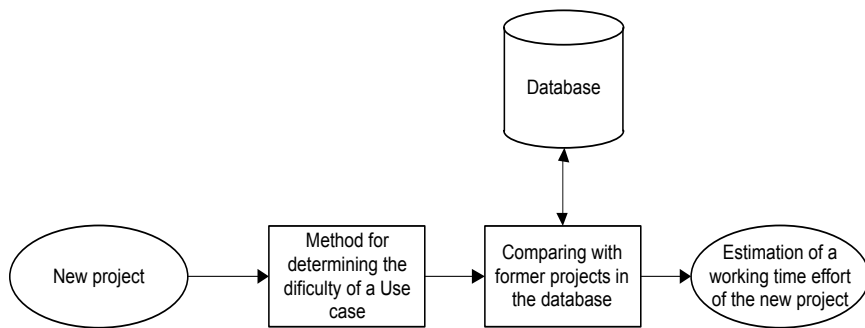 Database
New project
Method for
determining the
dificulty of a Use
case
Comparing with
former projects in
the database
Estimation of a
working time effort
of the new project